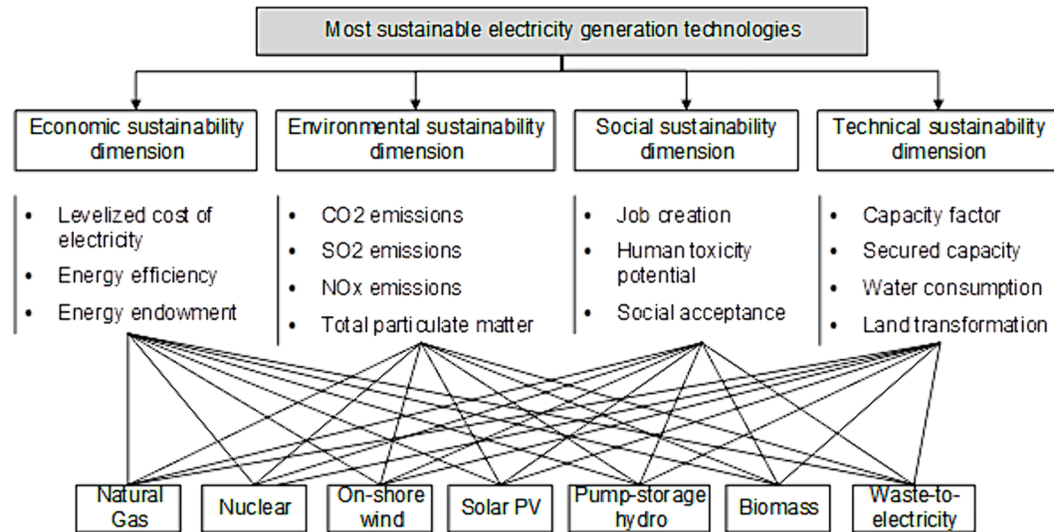 Most sustainable electricity generation technologies
Economic sustainability
dimension
Environmental sustainability
dimension
Social sustainability
dimension
Technical sustainability
dimension
• Levelized cost of
electricity
• Energy efficiency
• Energy endowment
• CO2 emissions
• SO2 emissions
• NOx emissions
• Total particulate matter
• Job creation
• Human toxicity
potential
• Social acceptance
• Capacity factor
• Secured capacity
• Water consumption
• Land transformation
Natural
Gas
Nuclear
On-shore
wind
Solar PV
Pump-storage
hydro
Biomass
Waste-to-
electricity